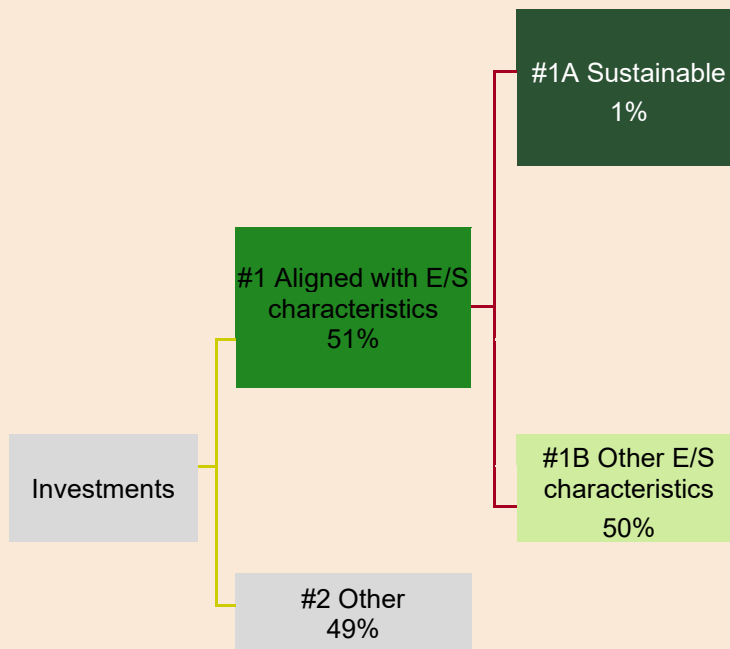 #1A Sustainable
1%
#1 Aligned with E/S
characteristics
51%
Investments
#1B Other E/S
characteristics
50%
#2 Other
49%